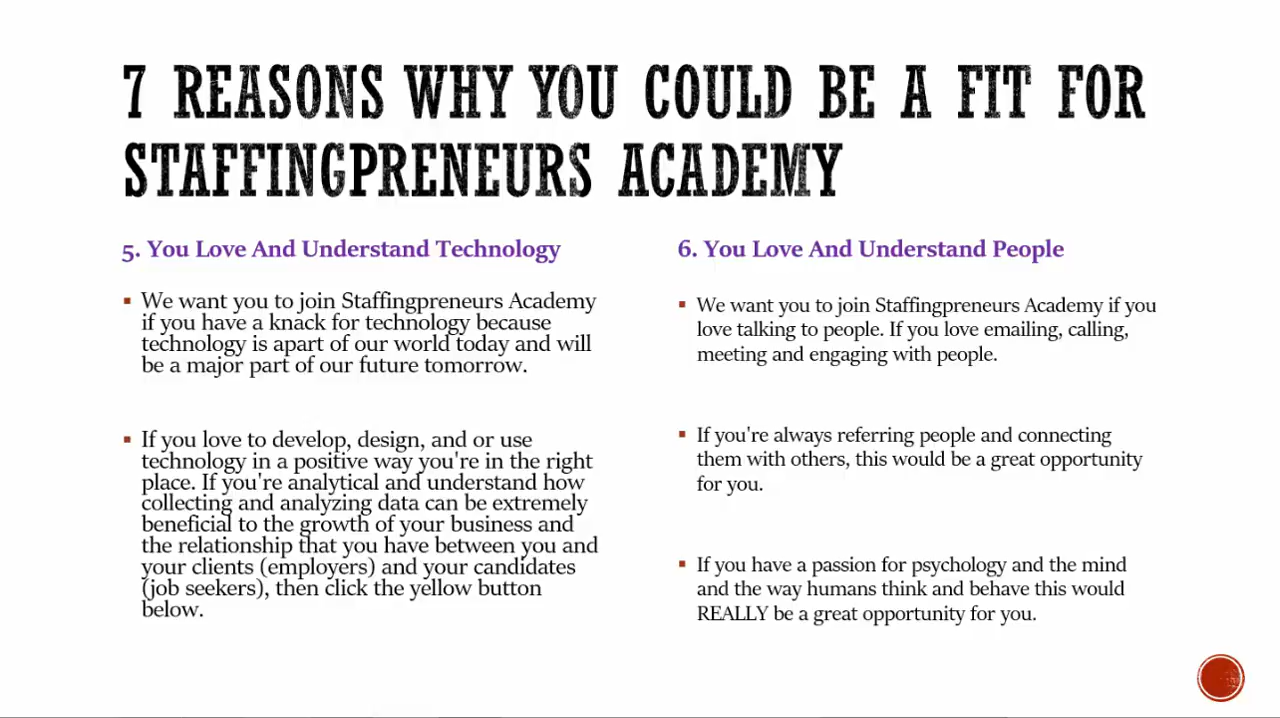 7 REASONS WHY YOU COULD BE A FIT FOR
STAFFINGPRENEURS ACADEMY
5. You Love And Understand Technology
▪ We want you to join Staffingpreneurs Academy
if you have a knack for technology because
technology is apart of our world today and will
be a major part of our future tomorrow.
▪ If you love to develop, design, and or use
technology in a positive way you're in the right
place. If you're analytical and understand how
collecting and analyzing data can be extremely
beneficial to the growth of your business and
the relationship that you have between you and
your clients (employers) and your candidates
(job seekers), then click the yellow button
below.
6. You Love And Understand People
▪ We want you to join Staffingpreneurs Academy if you
love talking to people. If you love emailing, calling,
meeting and engaging with people.
▪ If you're always referring people and connecting
them with others, this would be a great opportunity
for you.
▪ If you have a passion for psychology and the mind
and the way humans think and behave this would
REALLY be a great opportunity for you.